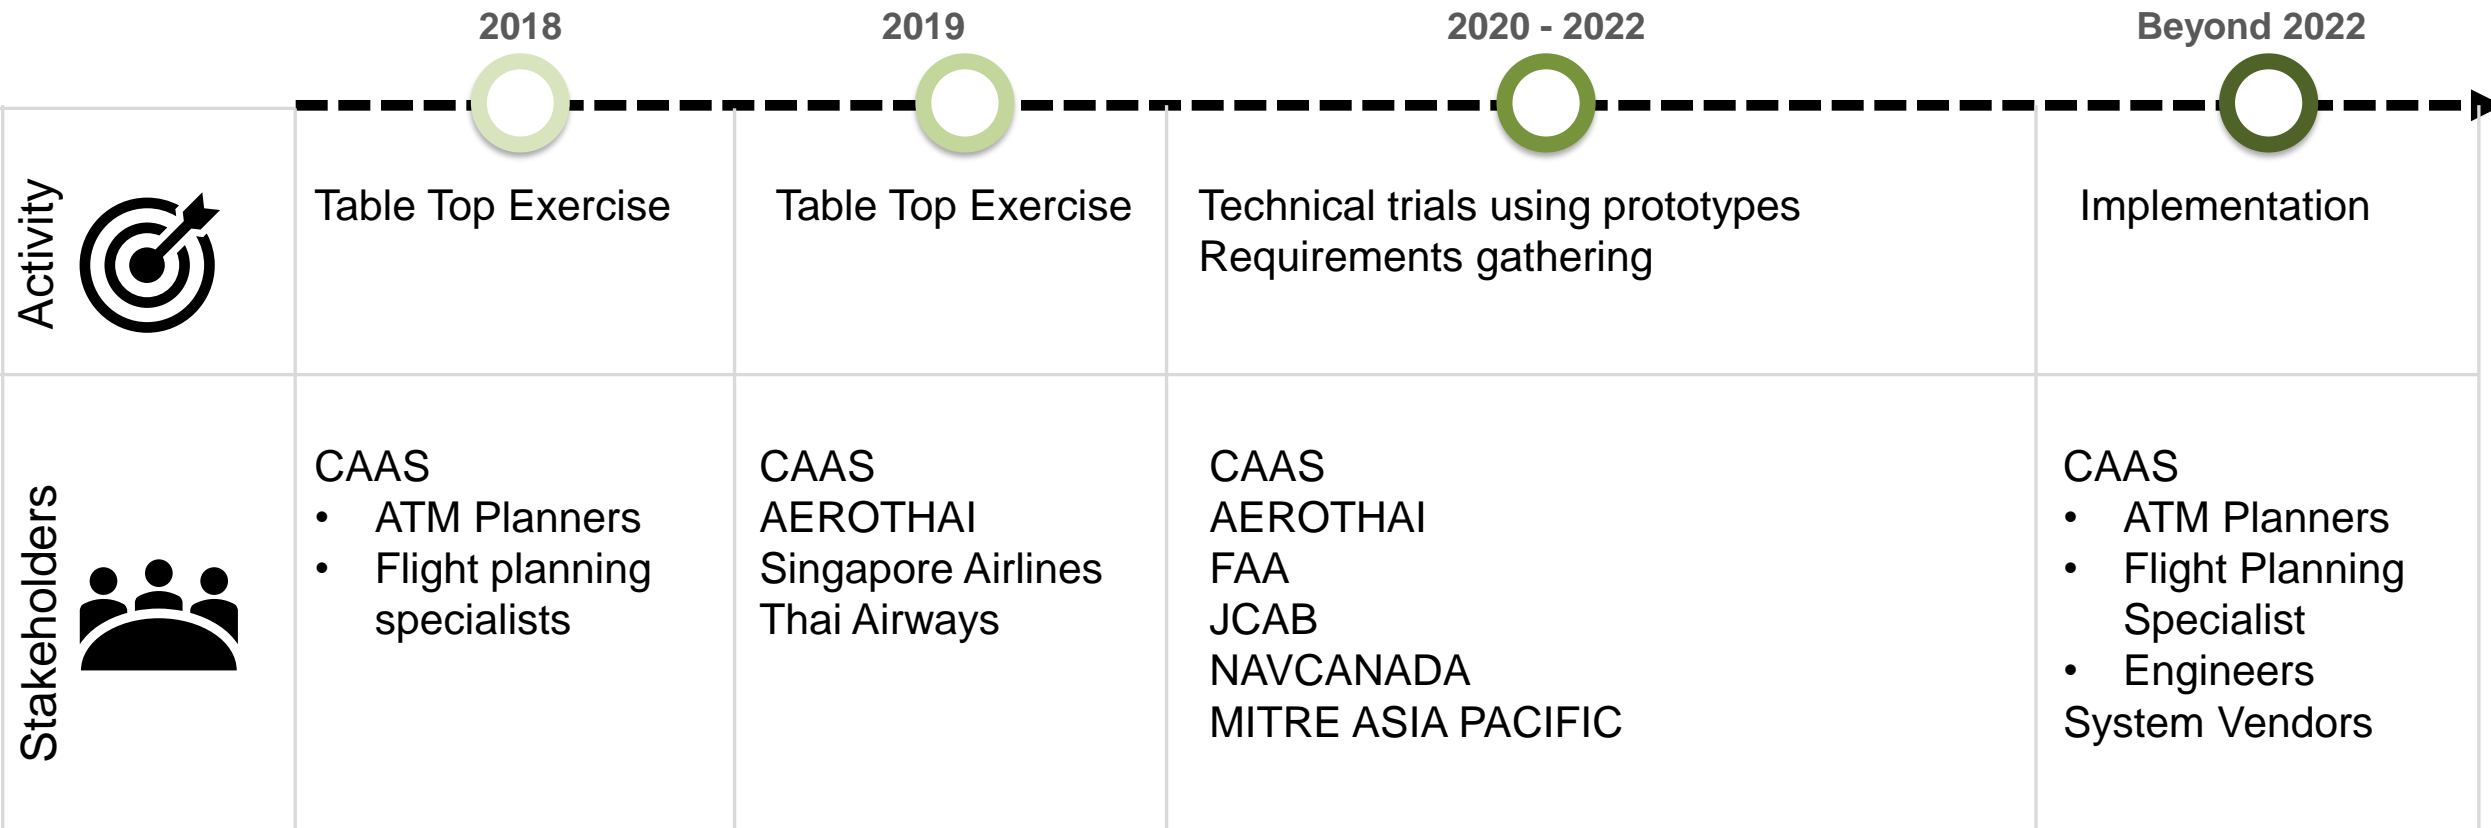 2018
2019
2020 - 2022
Beyond 2022
Activity
Table Top Exercise
Table Top Exercise
Technical trials using prototypes
Requirements gathering
Implementation
Stakeholders
CAAS
• ATM Planners
• Flight planning
specialists
CAAS
AEROTHAI
Singapore Airlines
Thai Airways
CAAS
AEROTHAI
FAA
JCAB
NAVCANADA
MITRE ASIA PACIFIC
CAAS
• ATM Planners
• Flight Planning
Specialist
• Engineers
System Vendors